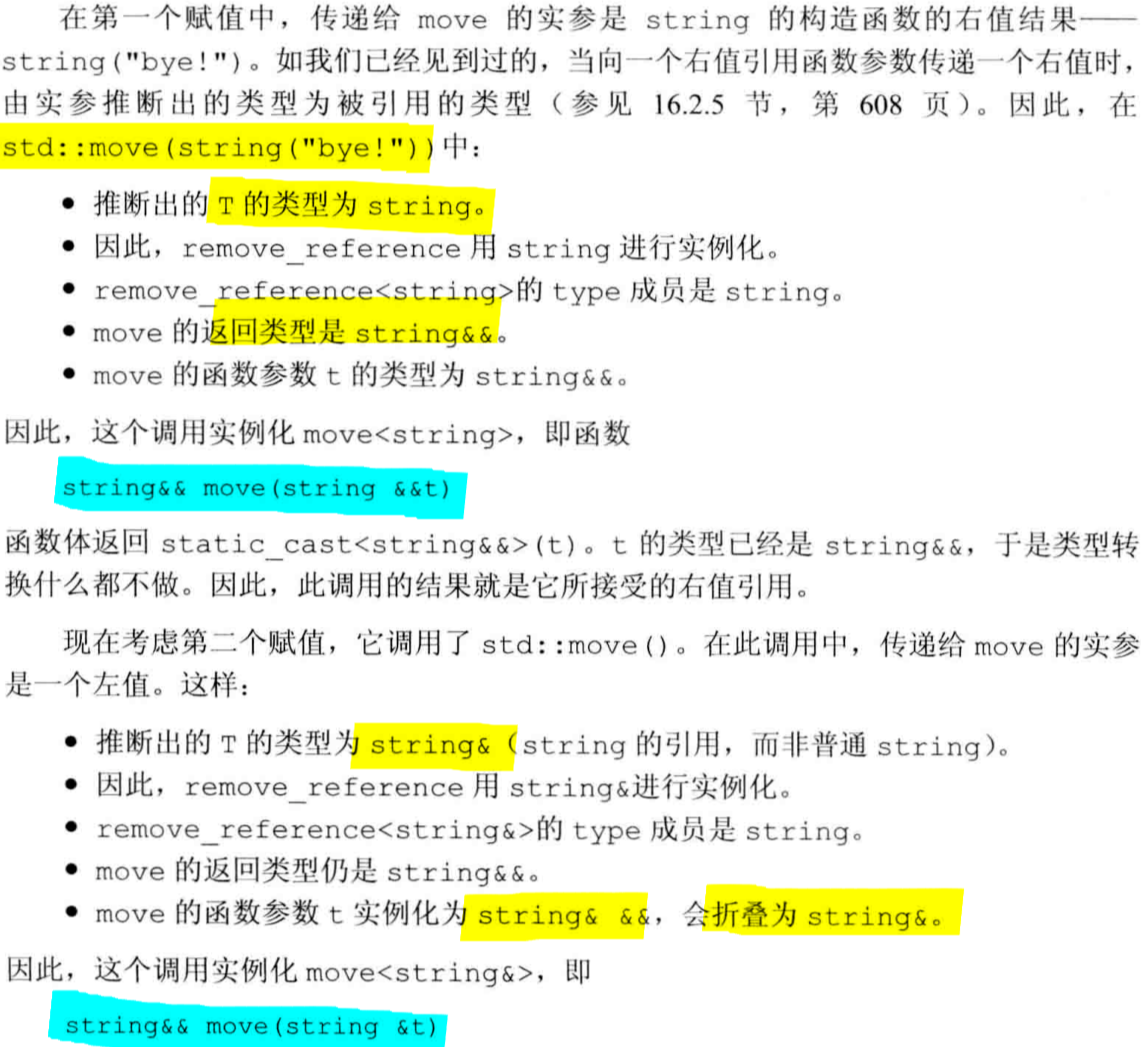 在第一个赋值中，传递给 move 的实参是 string 的构造函数的右值结果——
string("bye!")。如我们已经见到过的，当向一个右值引用函数参数传递一个右值时，
由实参推断出的类型为被引用的类型（参见 16.2.5 节，第 608 页）。因此，在
std::move(string("bye!"))中：
● 推断出的 T 的类型为 string。
● 因此，remove_reference 用 string 进行实例化。
● remove_reference<string>的 type 成员是 string。
● move 的返回类型是 string&&。
● move 的函数参数 t 的类型为 string&&。
因此，这个调用实例化 move<string>，即函数
string&& move(string &&t)
函数体返回 static_cast<string&&>(t)。t 的类型已经是 string&&，于是类型转
换什么都不做。因此，此调用的结果就是它所接受的右值引用。
现在考虑第二个赋值，它调用了 std::move()。在此调用中，传递给 move 的实参
是一个左值。这样：
● 推断出的 T 的类型为 string&（string 的引用，而非普通 string）。
● 因此，remove_reference 用 string&进行实例化。
● remove_reference<string&>的 type 成员是 string。
● move 的返回类型仍是 string&&。
● move 的函数参数 t 实例化为 string& &&，会折叠为 string&。
因此，这个调用实例化 move<string&>，即
string&& move(string &t)